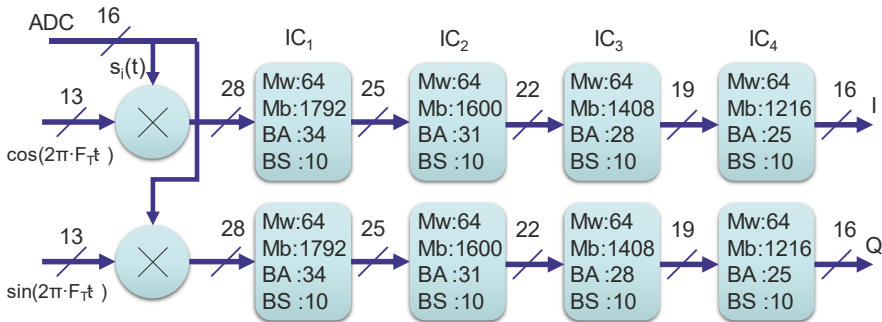 ADC
16
IC1
IC2
IC3
IC4
si(t)
13
28
Mw:64
Mb:1792
BA :34
BS :10
25
Mw:64
Mb:1600
BA :31
BS :10
22
Mw:64
Mb:1408
BA :28
BS :10
19
Mw:64
Mb:1216
BA :25
BS :10
16
I
cos(2π·FTt )
13
28
Mw:64
Mb:1792
BA :34
BS :10
25
Mw:64
Mb:1600
BA :31
BS :10
22
Mw:64
Mb:1408
BA :28
BS :10
19
Mw:64
Mb:1216
BA :25
BS :10
16
Q
sin(2π·FTt )